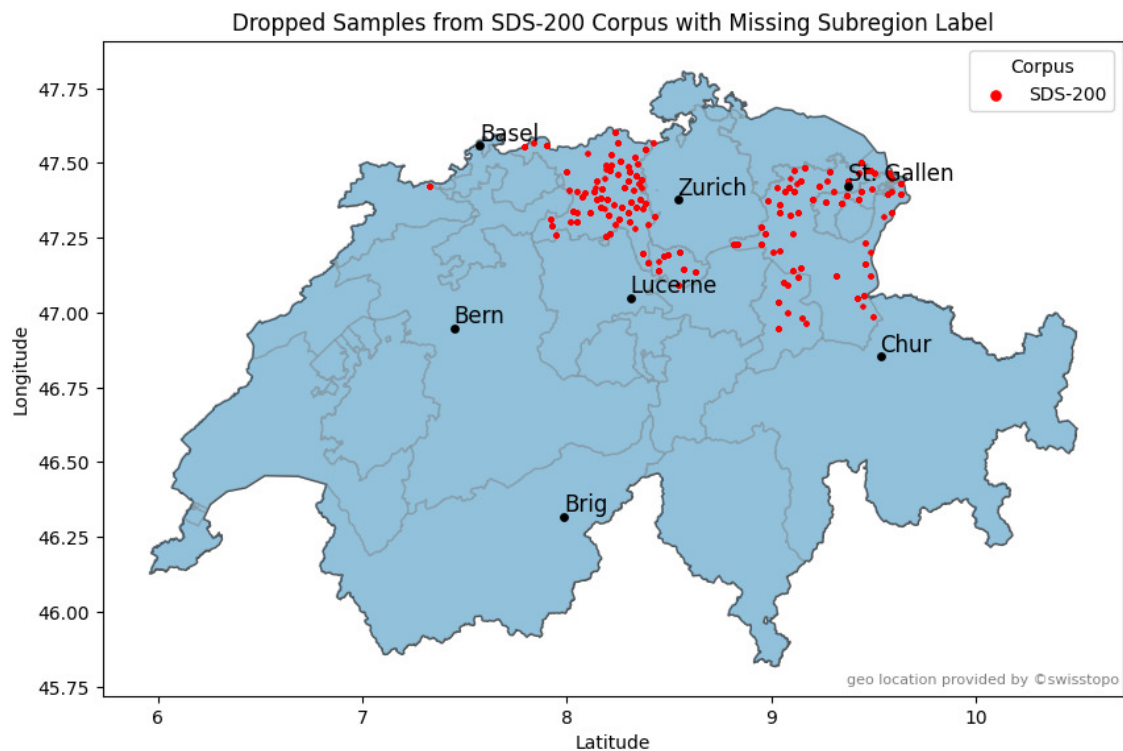 Dropped Samples from SDS-200 Corpus with Missing Subregion Label
Corpus
SDS-200
47.75
47.50
47.25
47.00
46.75
46.50
46.25
46.00
45.75
Longitude
Basel
Zurich
St. Gallen
Lucerne
Bern
Chur
Brig
geo location provided by ©swisstopo
6
7
8
9
10
Latitude